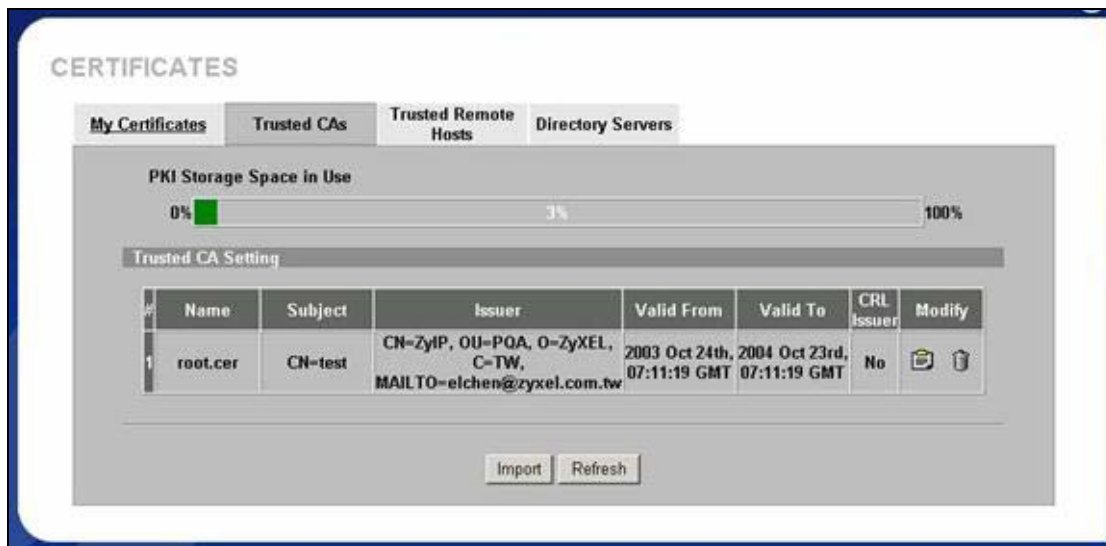 CERTIFICATES
My Certificates
Trusted CAs
Trusted Remote
Hosts
Directory Servers
PKI Storage Space in Use
0%
3%
100%
Trusted CA Setting
#
Name
Subject
Issuer
Valid From
Valid To
CRL
Issuer
Modify
1
root.cer
CN=test
CN=ZyIP, OU=PQA, O=ZyXEL,
C=TW,
MAILTO=elchen@zyxel.com.tw
2003 Oct 24th,
07:11:19 GMT
2004 Oct 23rd,
07:11:19 GMT
No
Import
Refresh